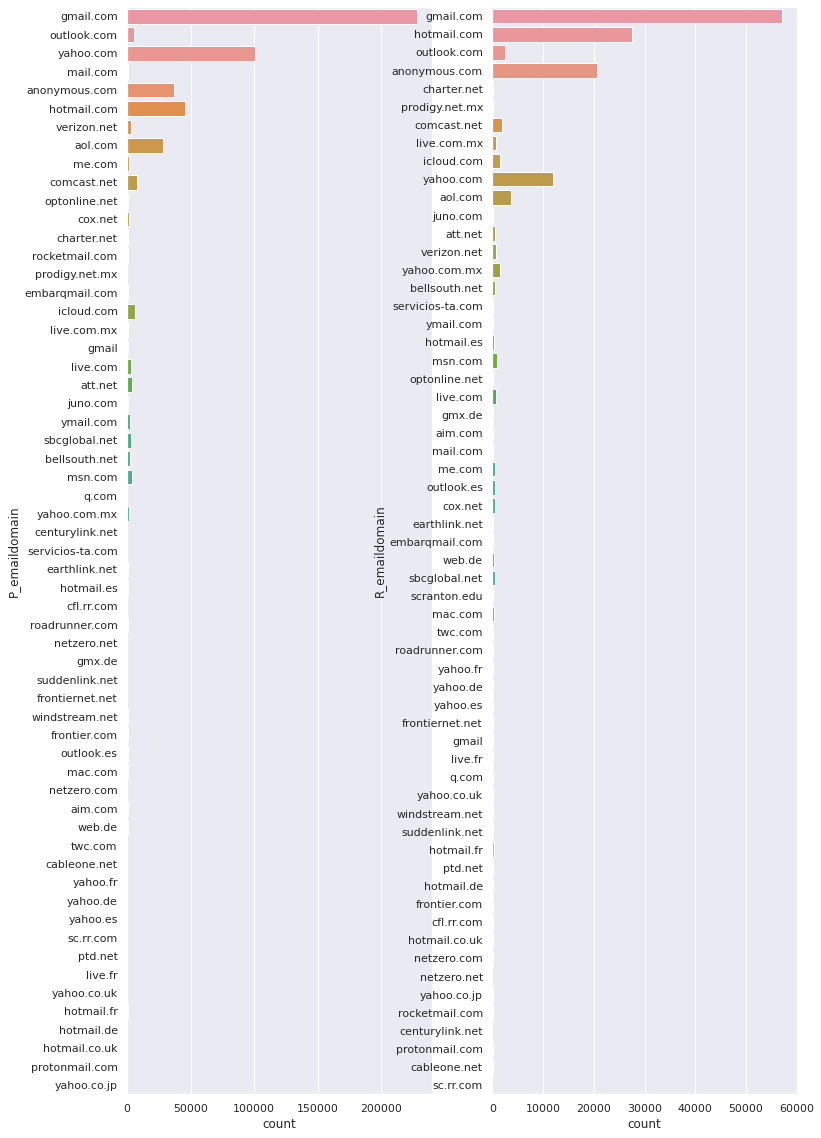 gmail.com
outlook.com
yahoo.com
mail.com
anonymous.com
hotmail.com
verizon.net
aol.com
me.com
comcast.net
optonline.net
cox.net
charter.net
rocketmail.com
prodigy.net.mx
embarqmail.com
icloud.com
live.com.mx
gmail
live.com
att.net
juno.com
ymail.com
sbcglobal.net
bellsouth.net
msn.com
q.com
yahoo.com.mx
centurylink.net
servicios-ta.com
earthlink.net
hotmail.es
cfl.rr.com
roadrunner.com
netzero.net
gmx.de
suddenlink.net
frontiernet.net
windstream.net
frontier.com
outlook.es
mac.com
netzero.com
aim.com
web.de
twc.com
cableone.net
yahoo.fr
yahoo.de
yahoo.es
sc.rr.com
ptd.net
live.fr
yahoo.co.uk
hotmail.fr
hotmail.de
hotmail.co.uk
protonmail.com
yahoo.co.jp
P_emaildomain
0 50000 100000 150000 200000
count
gmail.com
hotmail.com
outlook.com
anonymous.com
charter.net
prodigy.net.mx
comcast.net
live.com.mx
icloud.com
yahoo.com
aol.com
juno.com
att.net
verizon.net
yahoo.com.mx
bellsouth.net
servicios-ta.com
ymail.com
hotmail.es
msn.com
optonline.net
live.com
gmx.de
aim.com
mail.com
me.com
outlook.es
cox.net
earthlink.net
embarqmail.com
web.de
sbcglobal.net
scranton.edu
mac.com
twc.com
roadrunner.com
yahoo.fr
yahoo.de
yahoo.es
frontiernet.net
gmail
live.fr
q.com
yahoo.co.uk
windstream.net
suddenlink.net
hotmail.fr
ptd.net
hotmail.de
frontier.com
cfl.rr.com
hotmail.co.uk
netzero.com
netzero.net
yahoo.co.jp
rocketmail.com
centurylink.net
protonmail.com
cableone.net
sc.rr.com
R_emaildomain
0 10000 20000 30000 40000 50000 60000
count